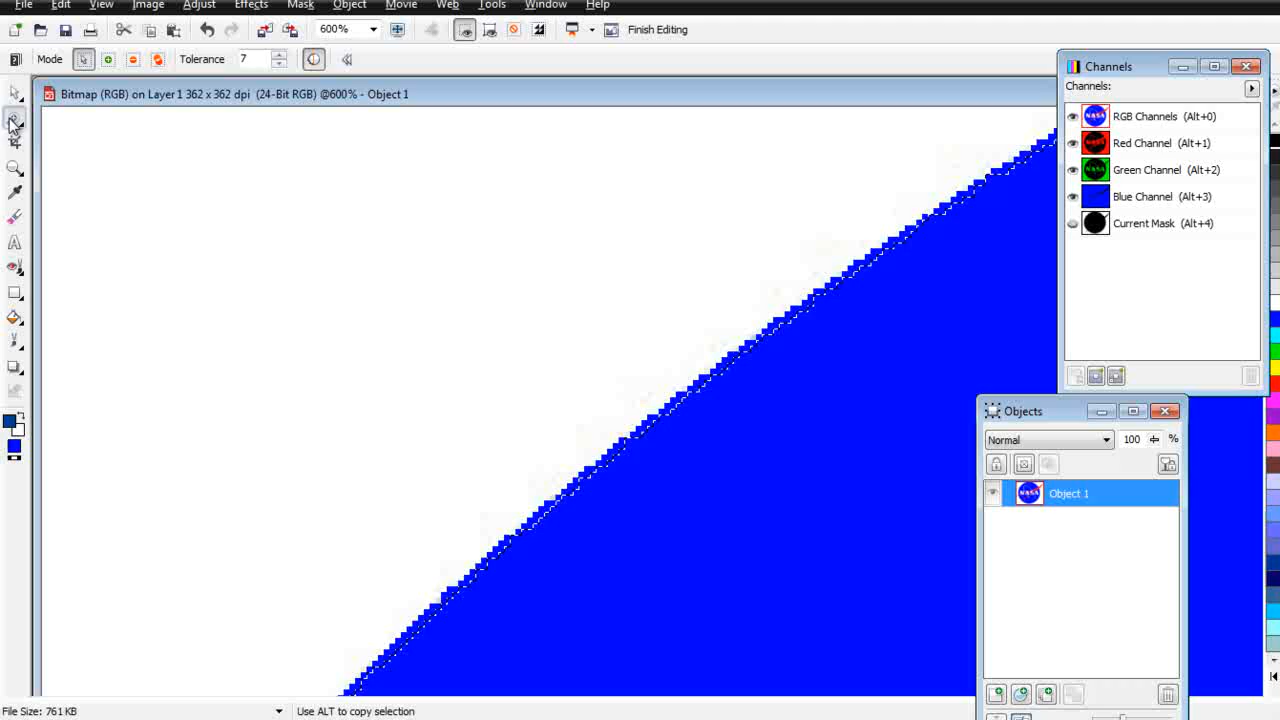 File Edit View Image Adjust Effects Mask Object Movie Web Tools Window Help
600% Finish Editing
Mode Tolerance 7
Bitmap (RGB) on Layer 1 362 x 362 dpi (24-Bit RGB) @600% - Object 1
Channels
Channels:
RGB Channels (Alt+0)
Red Channel (Alt+1)
Green Channel (Alt+2)
Blue Channel (Alt+3)
Current Mask (Alt+4)
Objects
Normal 100 %
Object 1
File Size: 761 KB Use ALT to copy selection